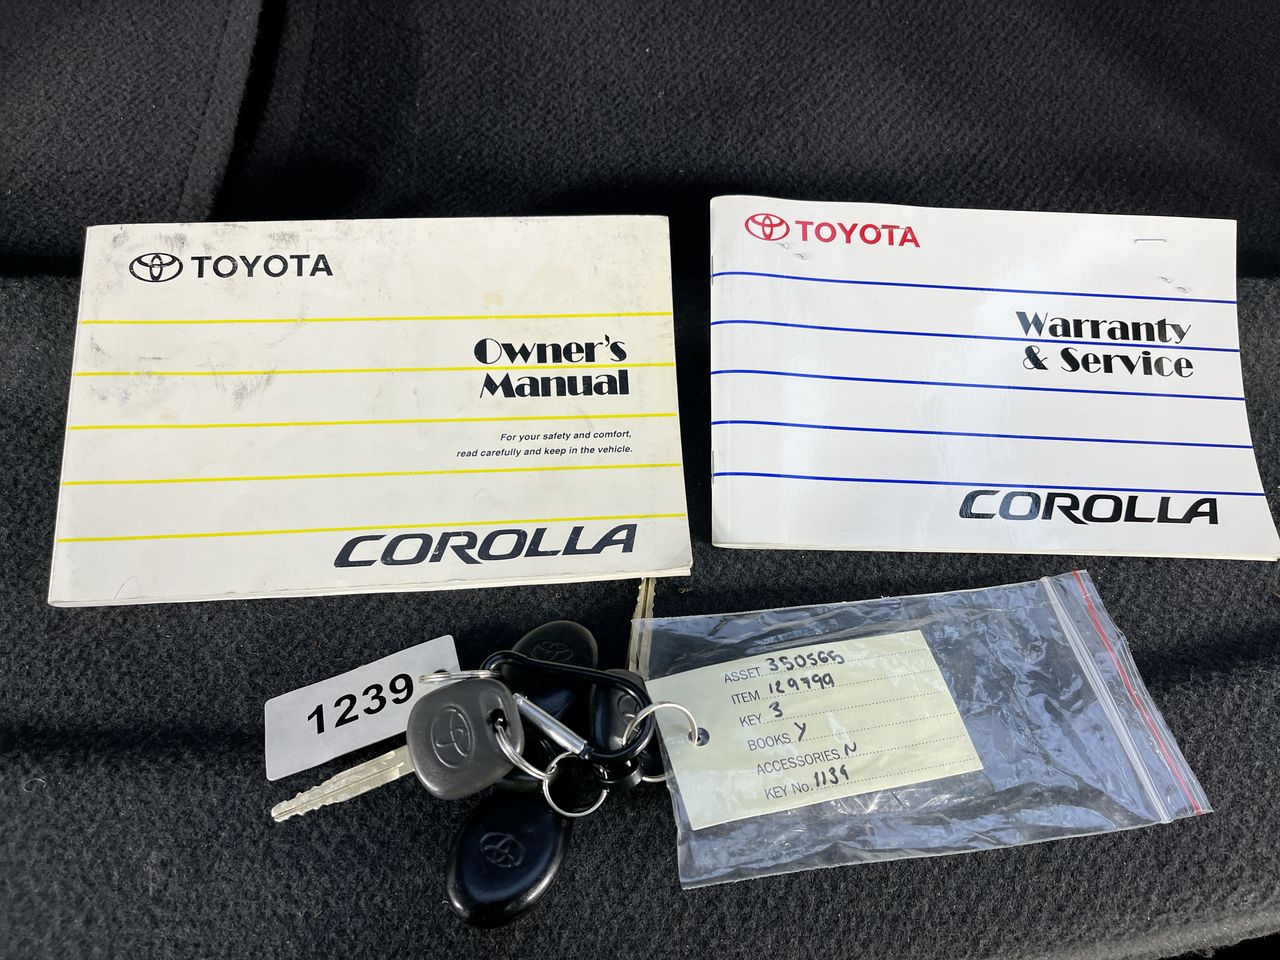 TOYOTA
Owner's
Manual
For your safety and comfort,
read carefully and keep in the vehicle.
COROLLA
TOYOTA
Warranty
& Service
COROLLA
1239
ASSET 350565
ITEM 129799
KEY 3
BOOKS Y
ACCESSORIES N
KEY No. 1139